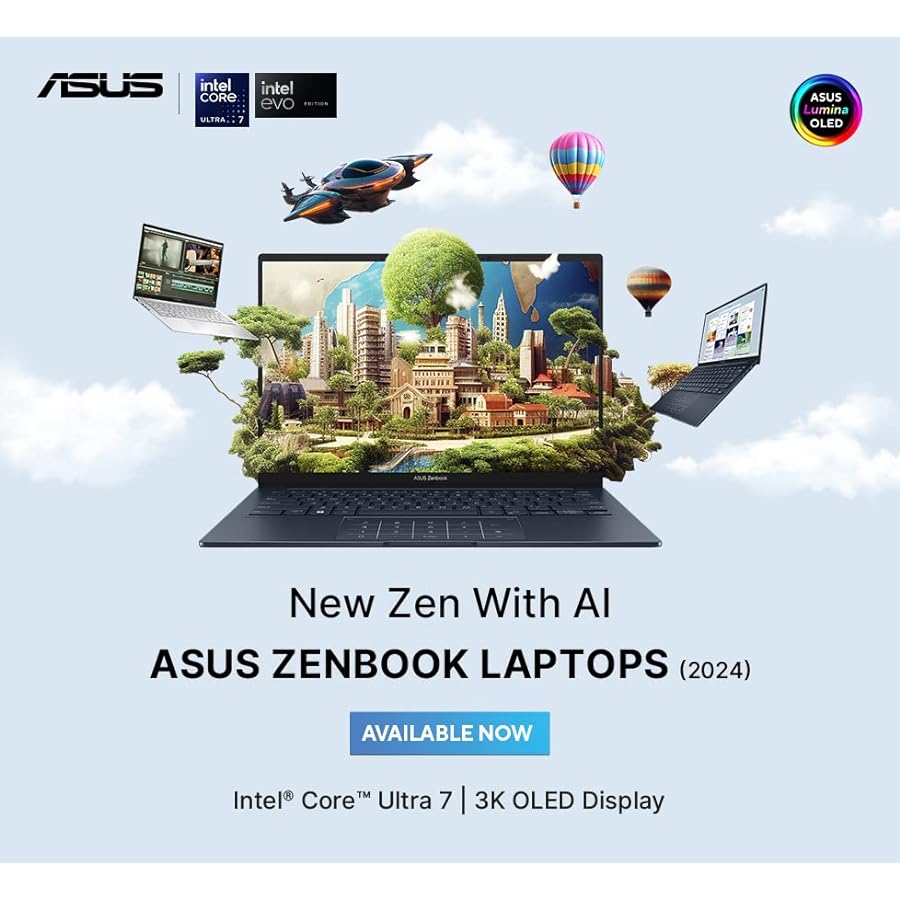 ASUS
intel
CORE
ULTRA 7
intel
evo EDITION
ASUS
Lumina
OLED
ASUS Zenbook
New Zen With AI
ASUS ZENBOOK LAPTOPS (2024)
AVAILABLE NOW
Intel® Core™ Ultra 7 | 3K OLED Display